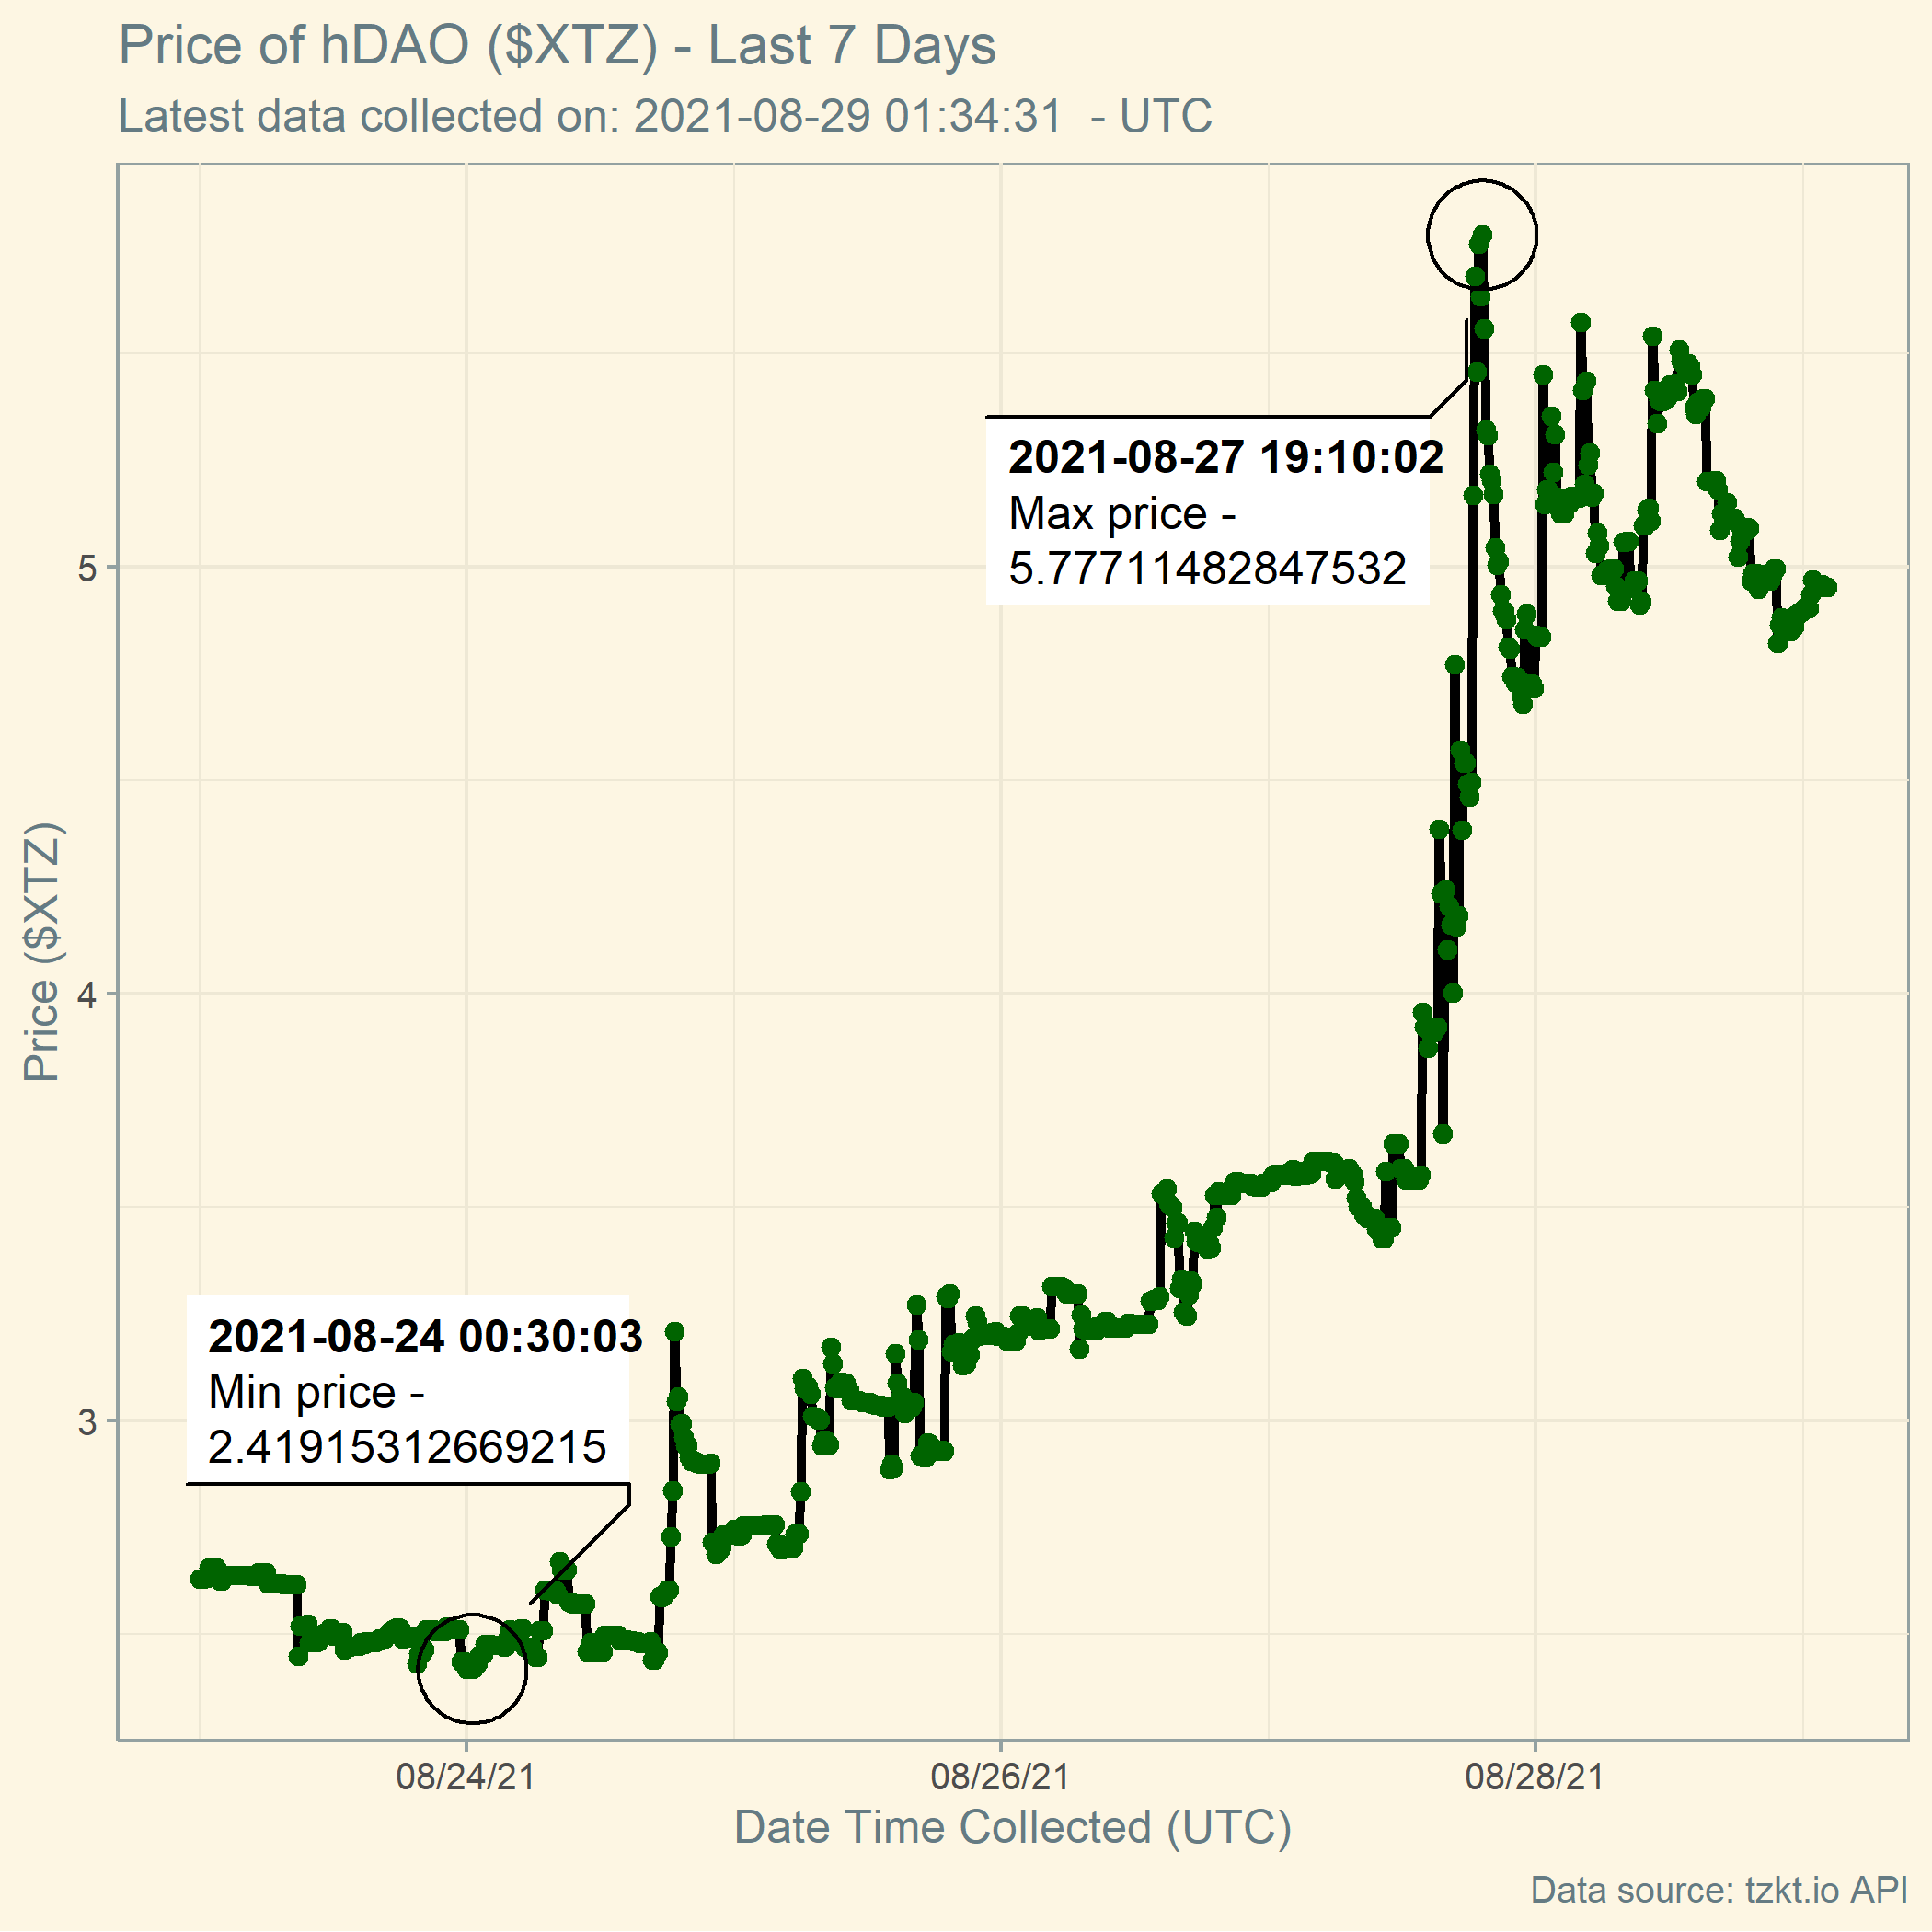 Price of hDAO ($XTZ) - Last 7 Days
Latest data collected on: 2021-08-29 01:34:31  - UTC
2021-08-27 19:10:02
Max price -
5.77711482847532
5
4
3
Price ($XTZ)
2021-08-24 00:30:03
Min price -
2.41915312669215
08/24/21
08/26/21
08/28/21
Date Time Collected (UTC)
Data source: tzkt.io API